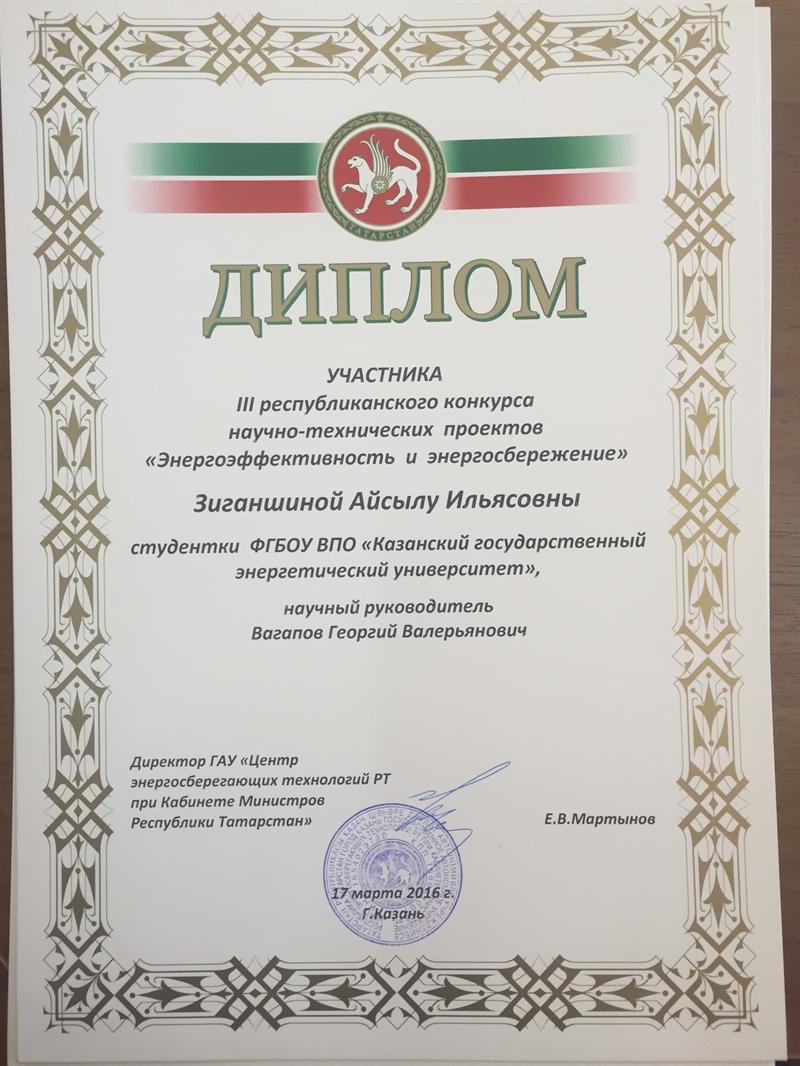 ТАТАРСТАН
ДИПЛОМ
УЧАСТНИКА
III республиканского конкурса
научно-технических проектов
«Энергоэффективность и энергосбережение»
Зиганшиной Айсылу Ильясовны
студентки ФГБОУ ВПО «Казанский государственный
энергетический университет»,
научный руководитель
Вагапов Георгий Валерьянович
Директор ГАУ «Центр
энергосберегающих технологий РТ
при Кабинете Министров
Республики Татарстан»
Е.В.Мартынов
17 марта 2016 г.
Г.Казань